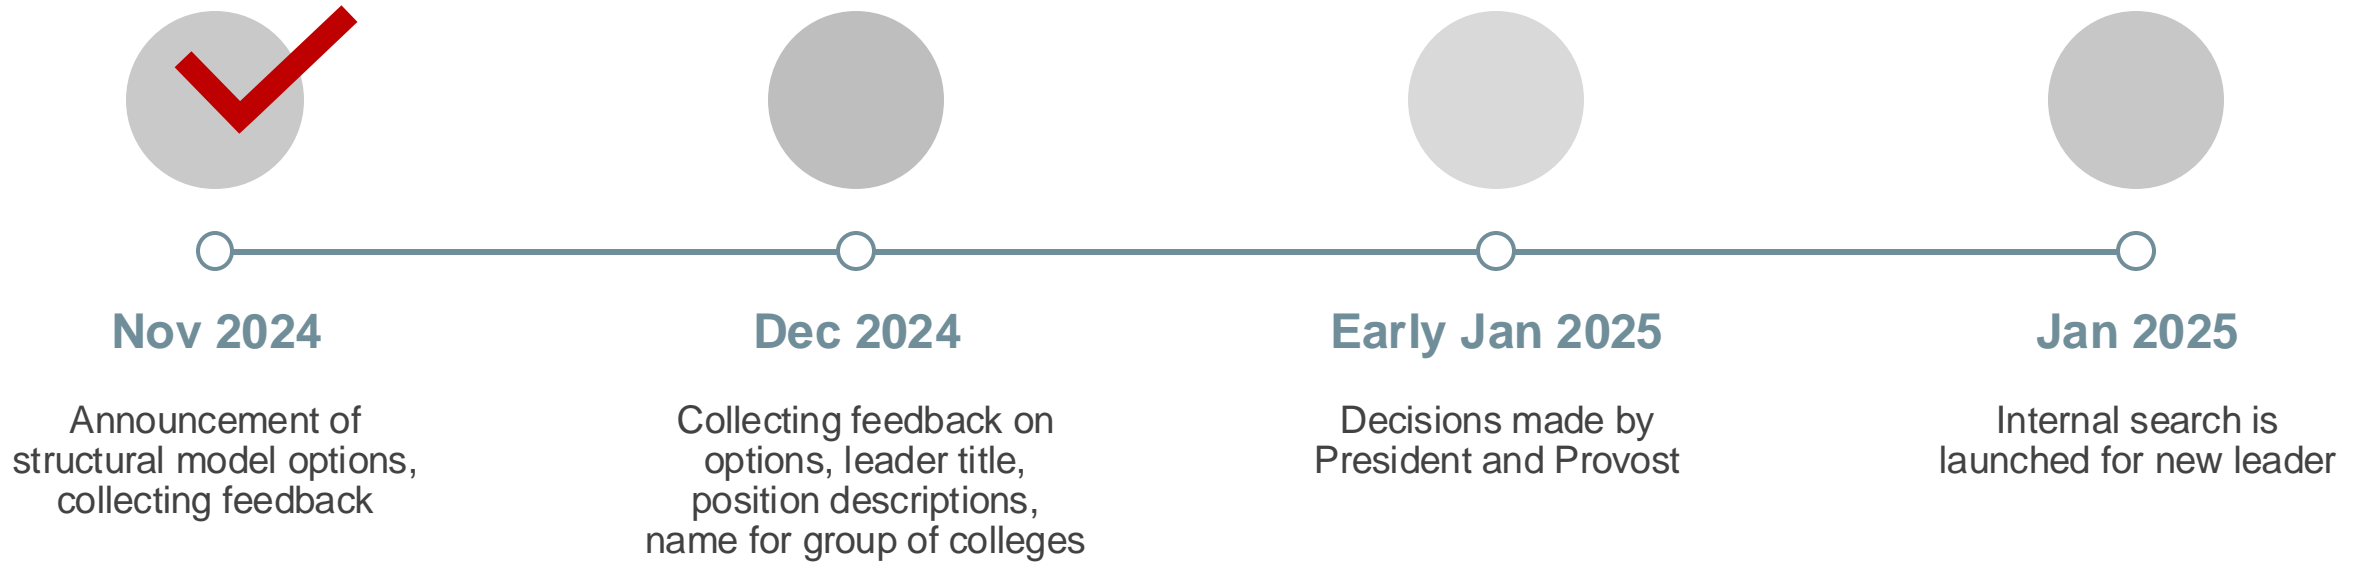 Nov 2024
Announcement of
structural model options,
collecting feedback
Dec 2024
Collecting feedback on
options, leader title,
position descriptions,
name for group of colleges
Early Jan 2025
Decisions made by
President and Provost
Jan 2025
Internal search is
launched for new leader